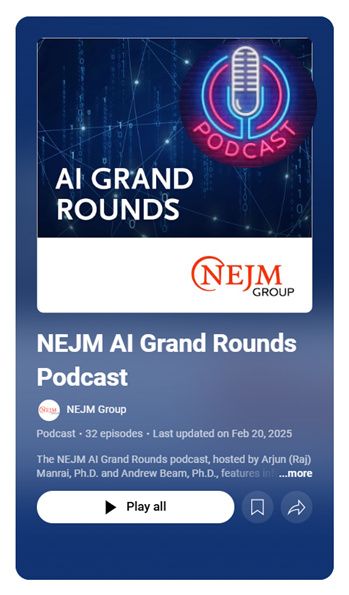 PODCAST
AI GRAND
ROUNDS
NEJM
GROUP
NEJM AI Grand Rounds
Podcast
NEJM
NEJM Group
Podcast • 32 episodes • Last updated on Feb 20, 2025
The NEJM AI Grand Rounds podcast, hosted by Arjun (Raj)
Manrai, Ph.D. and Andrew Beam, Ph.D., features ...more
Play all